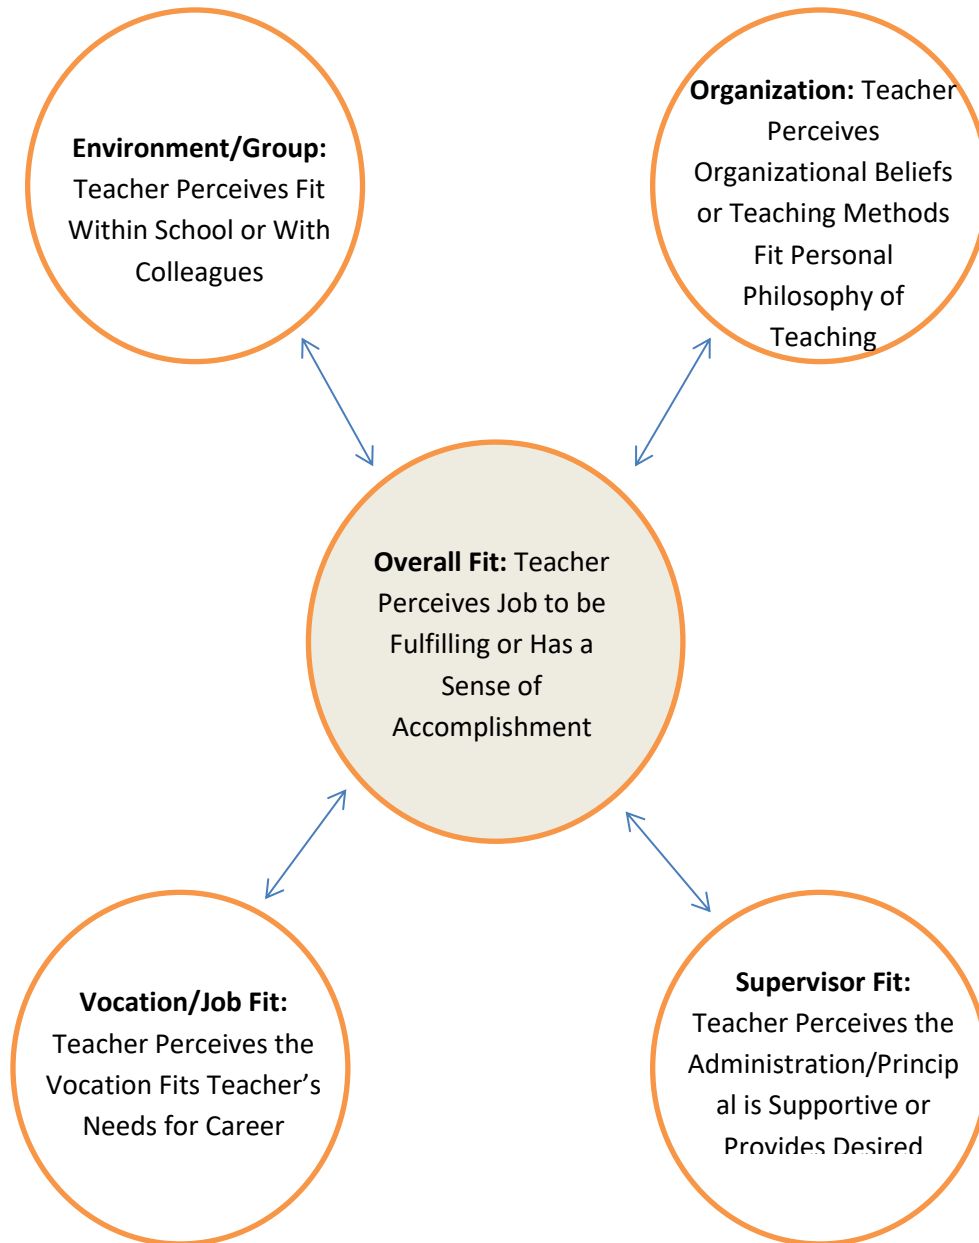 Environment/Group:
Teacher Perceives Fit
Within School or With
Colleagues
Organization: Teacher
Perceives
Organizational Beliefs
or Teaching Methods
Fit Personal
Philosophy of
Teaching
Overall Fit: Teacher
Perceives Job to be
Fulfilling or Has a
Sense of
Accomplishment
Vocation/Job Fit:
Teacher Perceives the
Vocation Fits Teacher’s
Needs for Career
Supervisor Fit:
Teacher Perceives the
Administration/Princip
al is Supportive or
Provides Desired